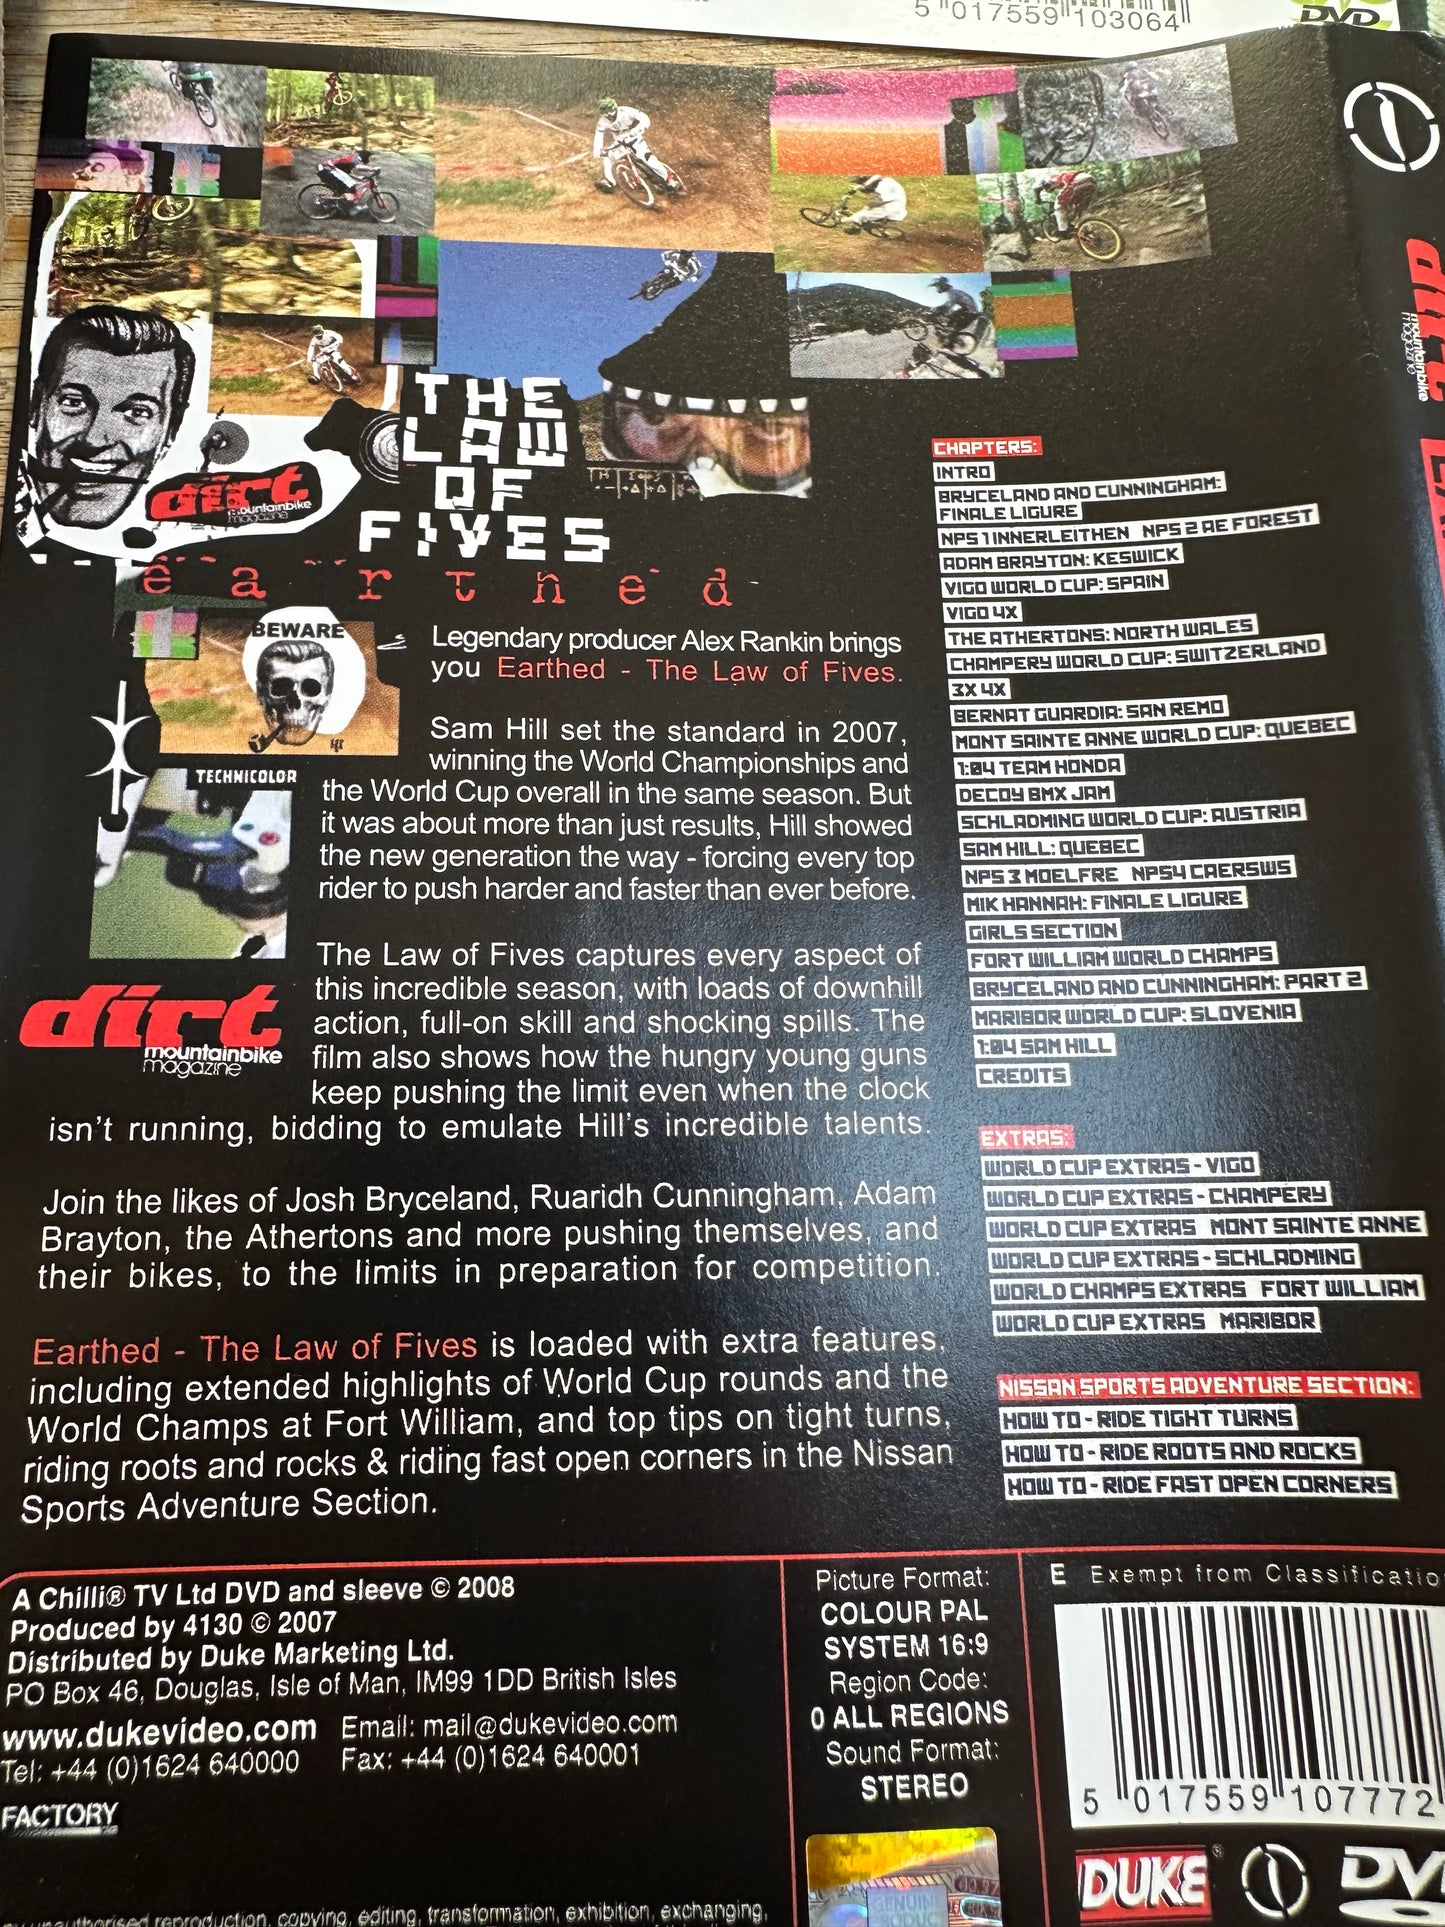 5 017559 103064
DVD
dirt
mountainbike
magazine
THE
LAW
OF
FIVES
dirt
mountainbike
magazine
earthed
BEWARE
TECHNICOLOR
dirt
mountainbike
magazine
Legendary producer Alex Rankin brings
you Earthed - The Law of Fives.
Sam Hill set the standard in 2007,
winning the World Championships and
the World Cup overall in the same season. But
it was about more than just results, Hill showed
the new generation the way - forcing every top
rider to push harder and faster than ever before.
The Law of Fives captures every aspect of
this incredible season, with loads of downhill
action, full-on skill and shocking spills. The
film also shows how the hungry young guns
keep pushing the limit even when the clock
isn't running, bidding to emulate Hill's incredible talents.
Join the likes of Josh Bryceland, Ruaridh Cunningham, Adam
Brayton, the Athertons and more pushing themselves, and
their bikes, to the limits in preparation for competition.
Earthed - The Law of Fives is loaded with extra features,
including extended highlights of World Cup rounds and the
World Champs at Fort William, and top tips on tight turns,
riding roots and rocks & riding fast open corners in the Nissan
Sports Adventure Section.
CHAPTERS:
INTRO
BRYCELAND AND CUNNINGHAM:
FINALE LIGURE
NPS 1 INNERLEITHEN NPS 2 AE FOREST
ADAM BRAYTON: KESWICK
VIGO WORLD CUP: SPAIN
VIGO 4X
THE ATHERTONS: NORTH WALES
CHAMPERY WORLD CUP: SWITZERLAND
3X 4X
BERNAT GUARDIA: SAN REMO
MONT SAINTE ANNE WORLD CUP: QUEBEC
1:04 TEAM HONDA
DECOY BMX JAM
SCHLADMING WORLD CUP: AUSTRIA
SAM HILL: QUEBEC
NPS 3 MOELFRE NPS4 CAERSWS
MIK HANNAH: FINALE LIGURE
GIRLS SECTION
FORT WILLIAM WORLD CHAMPS
BRYCELAND AND CUNNINGHAM: PART 2
MARIBOR WORLD CUP: SLOVENIA
1:04 SAM HILL
CREDITS
EXTRAS:
WORLD CUP EXTRAS - VIGO
WORLD CUP EXTRAS - CHAMPERY
WORLD CUP EXTRAS MONT SAINTE ANNE
WORLD CUP EXTRAS - SCHLADMING
WORLD CHAMPS EXTRAS FORT WILLIAM
WORLD CUP EXTRAS MARIBOR
NISSAN SPORTS ADVENTURE SECTION:
HOW TO - RIDE TIGHT TURNS
HOW TO - RIDE ROOTS AND ROCKS
HOW TO - RIDE FAST OPEN CORNERS
A Chilli® TV Ltd DVD and sleeve © 2008
Produced by 4130 © 2007
Distributed by Duke Marketing Ltd.
PO Box 46, Douglas, Isle of Man, IM99 1DD British Isles
www.dukevideo.com Email: mail@dukevideo.com
Tel: +44 (0)1624 640000 Fax: +44 (0)1624 640001
FACTORY
unauthorised reproduction, copying, editing, transformation, exhibition, exchanging,
Picture Format:
COLOUR PAL
SYSTEM 16:9
Region Code:
0 ALL REGIONS
Sound Format:
STEREO
E Exempt from Classificatio
5 017559 107772
DUKE®
DV